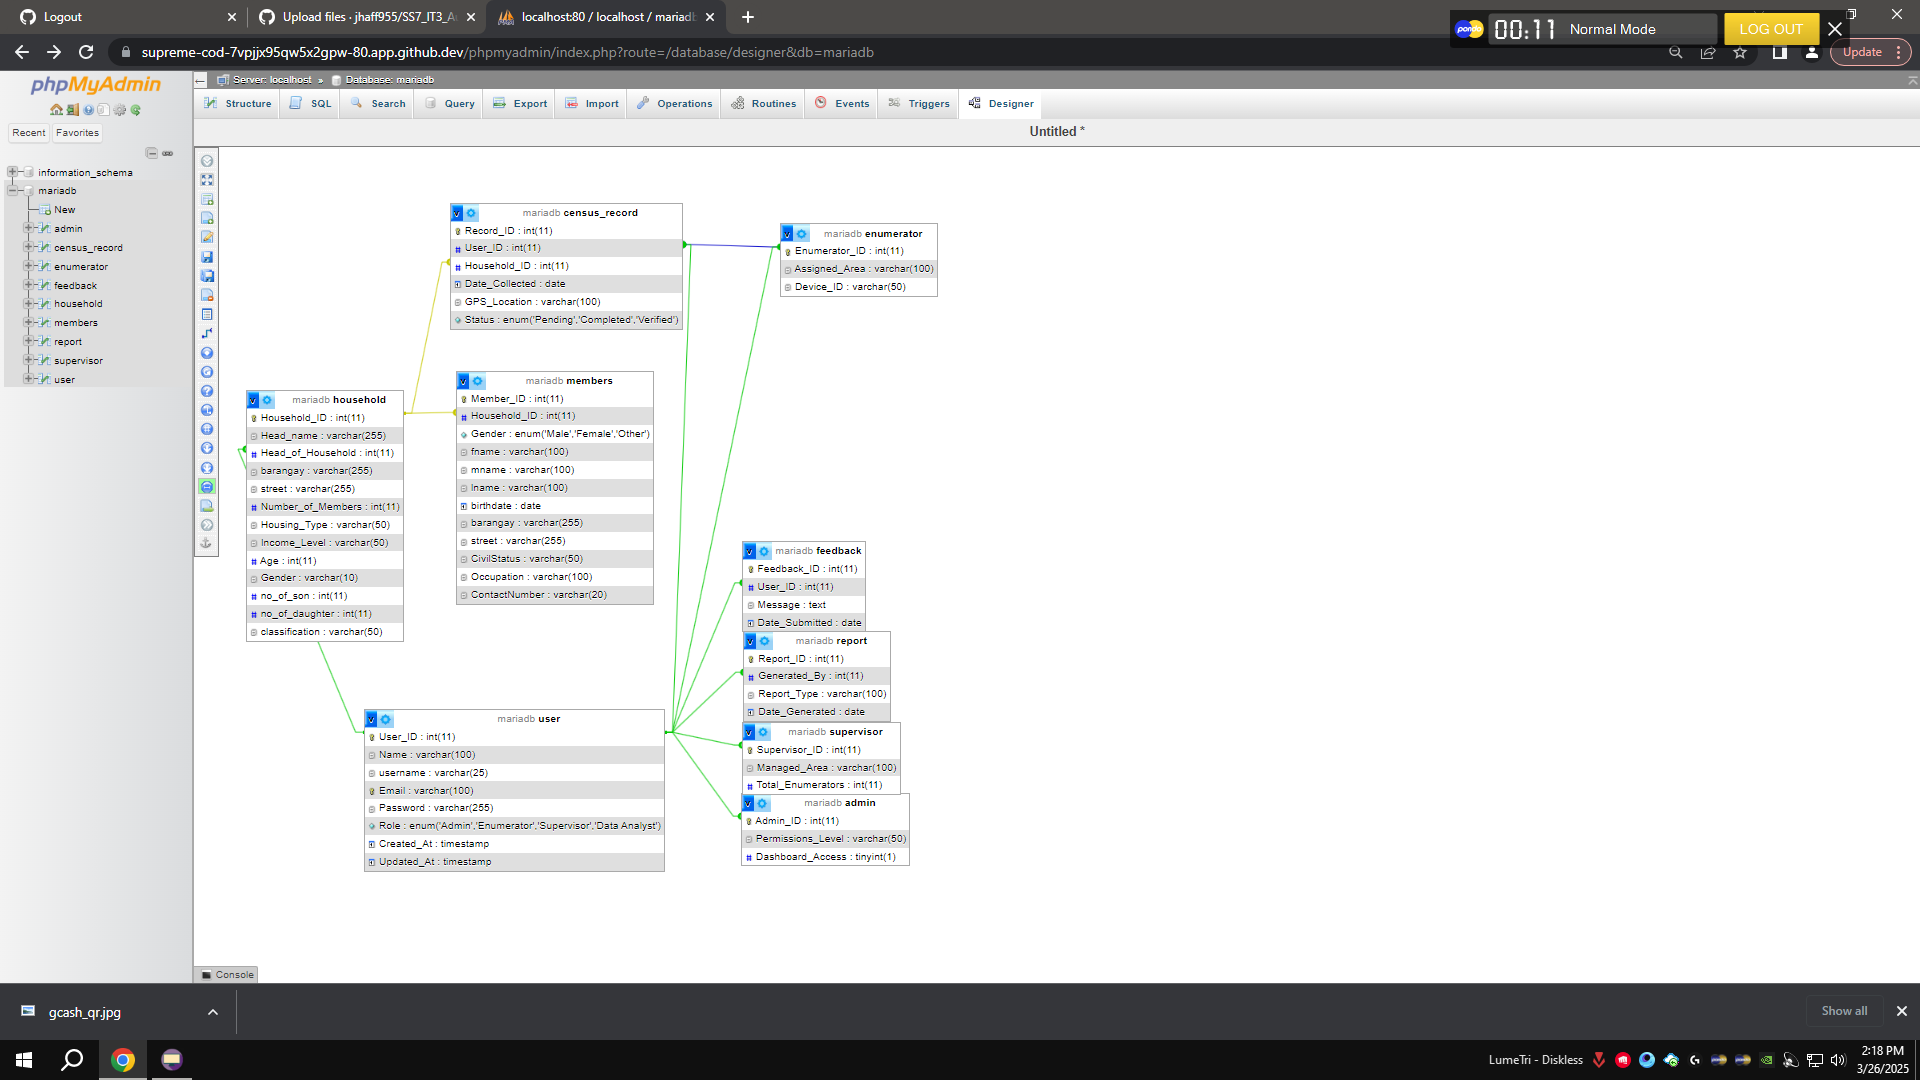 Logout
Upload files · jhaff955/SS7_IT3_A
localhost:80 / localhost / mariadb
00:11
Normal Mode
LOG OUT
supreme-cod-7vpjjx95qw5x2gpw-80.app.github.dev/phpmyadmin/index.php?route=/database/designer&db=mariadb
Update
phpMyAdmin
Recent
Favorites
information_schema
mariadb
New
admin
census_record
enumerator
feedback
household
members
report
supervisor
user
Server: localhost » Database: mariadb
Structure
SQL
Search
Query
Export
Import
Operations
Routines
Events
Triggers
Designer
Untitled *
mariadb census_record
Record_ID : int(11)
User_ID : int(11)
Household_ID : int(11)
Date_Collected : date
GPS_Location : varchar(100)
Status : enum('Pending','Completed','Verified')
mariadb enumerator
Enumerator_ID : int(11)
Assigned_Area : varchar(100)
Device_ID : varchar(50)
mariadb household
Household_ID : int(11)
Head_name : varchar(255)
Head_of_Household : int(11)
barangay : varchar(255)
street : varchar(255)
Number_of_Members : int(11)
Housing_Type : varchar(50)
Income_Level : varchar(50)
Age : int(11)
Gender : varchar(10)
no_of_son : int(11)
no_of_daughter : int(11)
classification : varchar(50)
mariadb members
Member_ID : int(11)
Household_ID : int(11)
Gender : enum('Male','Female','Other')
fname : varchar(100)
mname : varchar(100)
lname : varchar(100)
birthdate : date
barangay : varchar(255)
street : varchar(255)
CivilStatus : varchar(50)
Occupation : varchar(100)
ContactNumber : varchar(20)
mariadb feedback
Feedback_ID : int(11)
User_ID : int(11)
Message : text
Date_Submitted : date
mariadb report
Report_ID : int(11)
Generated_By : int(11)
Report_Type : varchar(100)
Date_Generated : date
mariadb supervisor
Supervisor_ID : int(11)
Managed_Area : varchar(100)
Total_Enumerators : int(11)
mariadb admin
Admin_ID : int(11)
Permissions_Level : varchar(50)
Dashboard_Access : tinyint(1)
mariadb user
User_ID : int(11)
Name : varchar(100)
username : varchar(25)
Email : varchar(100)
Password : varchar(255)
Role : enum('Admin','Enumerator','Supervisor','Data Analyst')
Created_At : timestamp
Updated_At : timestamp
Console
gcash_qr.jpg
Show all
LumeTri - Diskless
2:18 PM
3/26/2025